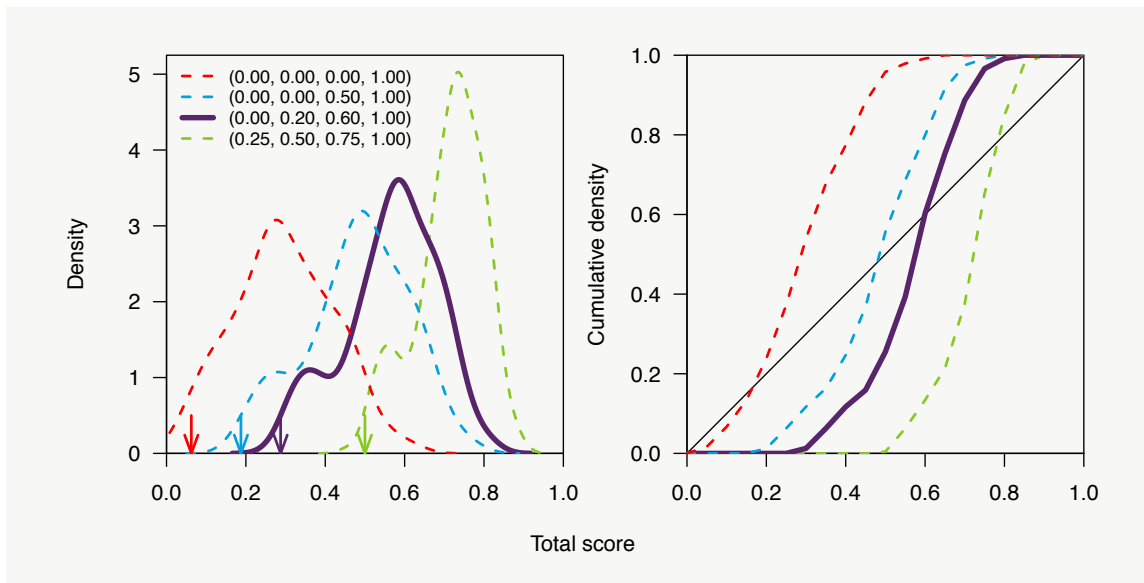 Density
5
4
3
2
1
0
(0.00, 0.00, 0.00, 1.00)
(0.00, 0.00, 0.50, 1.00)
(0.00, 0.20, 0.60, 1.00)
(0.25, 0.50, 0.75, 1.00)
0.0 0.2 0.4 0.6 0.8 1.0
Cumulative density
1.0
0.8
0.6
0.4
0.2
0.0
0.0 0.2 0.4 0.6 0.8 1.0
Total score